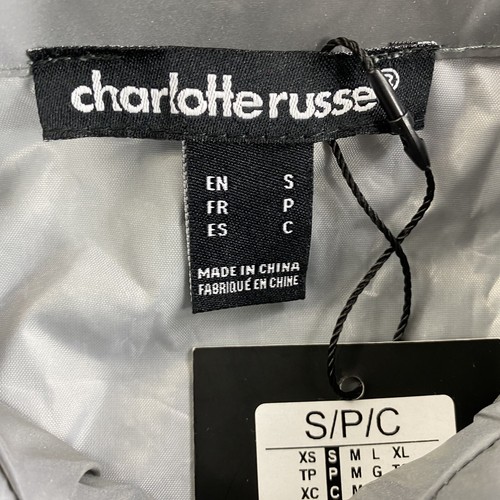 charlotte russe®
EN S
FR P
ES C
MADE IN CHINA
FABRIQUÉ EN CHINE
S/P/C
XS S M L XL
TP P M G
XC C